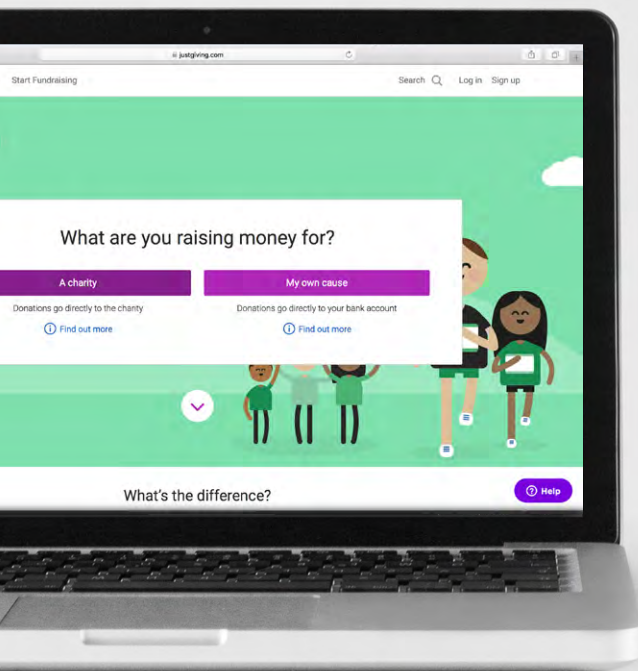 justgiving.com
Start Fundraising
Search Log in Sign up
What are you raising money for?
A charity
My own cause
Donations go directly to the charity
Donations go directly to your bank account
Find out more
Find out more
What's the difference?
Help